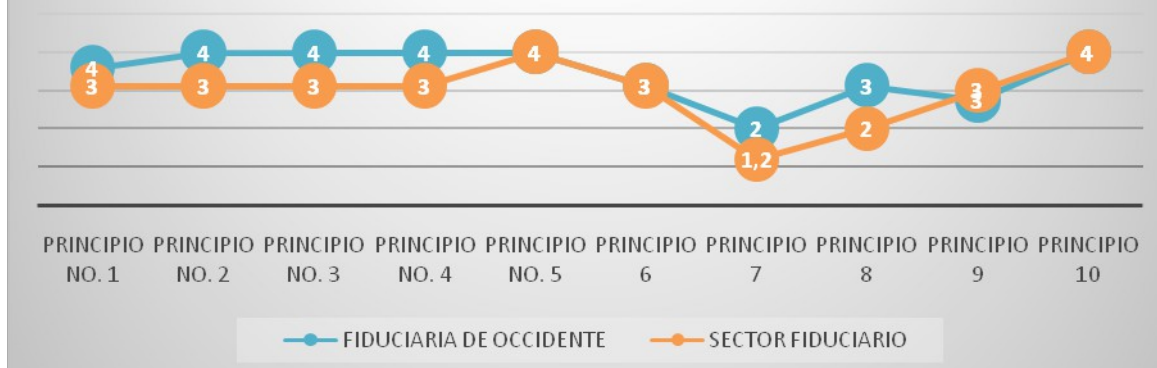 4 4 4 4 4 3 2 3 3 4
3 3 3 3 1,2 2 3
PRINCIPIO NO. 1 PRINCIPIO NO. 2 PRINCIPIO NO. 3 PRINCIPIO NO. 4 PRINCIPIO NO. 5 PRINCIPIO 6 PRINCIPIO 7 PRINCIPIO 8 PRINCIPIO 9 PRINCIPIO 10
FIDUCIARIA DE OCCIDENTE SECTOR FIDUCIARIO